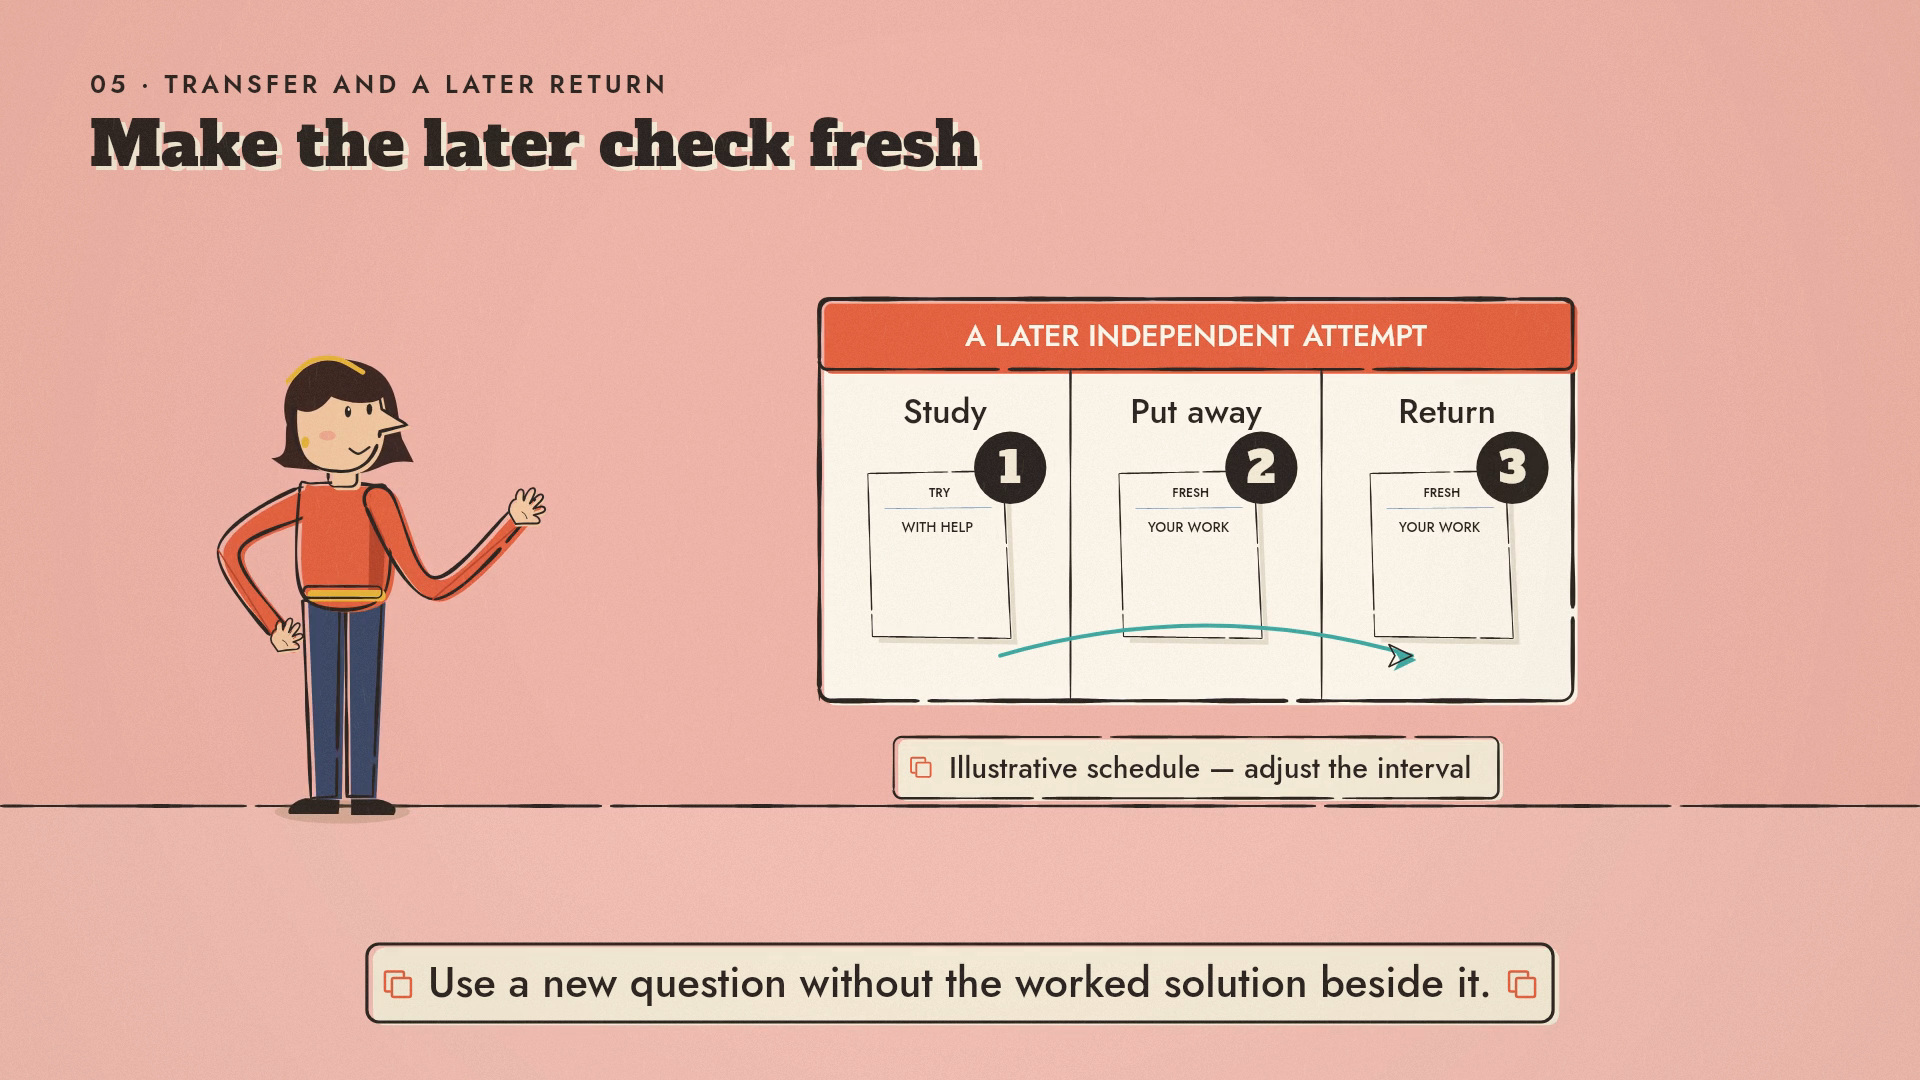 05 · TRANSFER AND A LATER RETURN
Make the later check fresh
A LATER INDEPENDENT ATTEMPT
Study
1
TRY
WITH HELP
Put away
2
FRESH
YOUR WORK
Return
3
FRESH
YOUR WORK
Illustrative schedule — adjust the interval
Use a new question without the worked solution beside it.